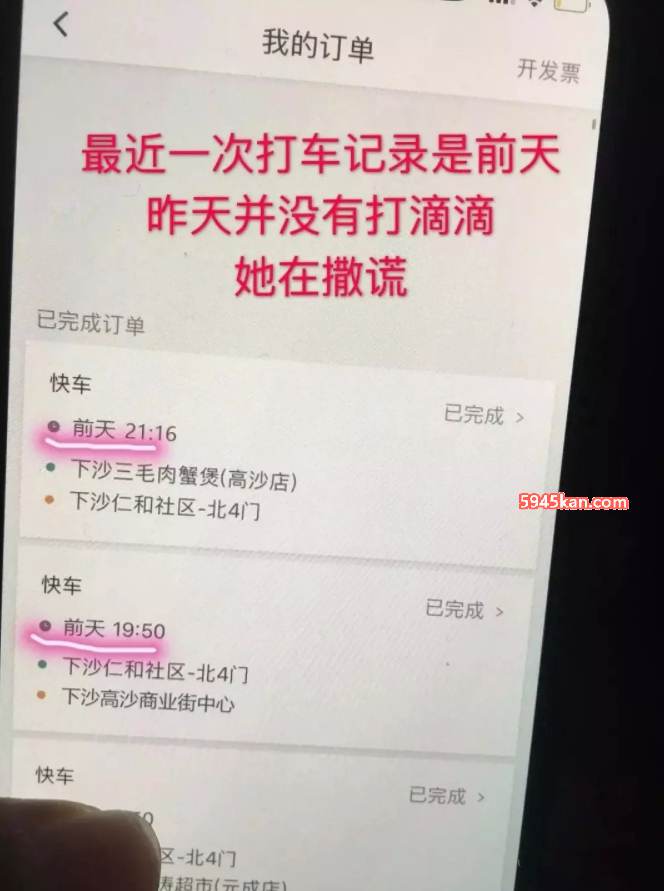 我的订单
开发票
最近一次打车记录是前天
昨天并没有打滴滴
她在撒谎
已完成订单
快车
已完成 >
前天 21:16
下沙三毛肉蟹煲(高沙店)
下沙仁和社区-北4门
5945kan.com
快车
已完成 >
前天 19:50
下沙仁和社区-北4门
下沙高沙商业街中心
快车
已完成 >
区-北4门
超市(元成店)